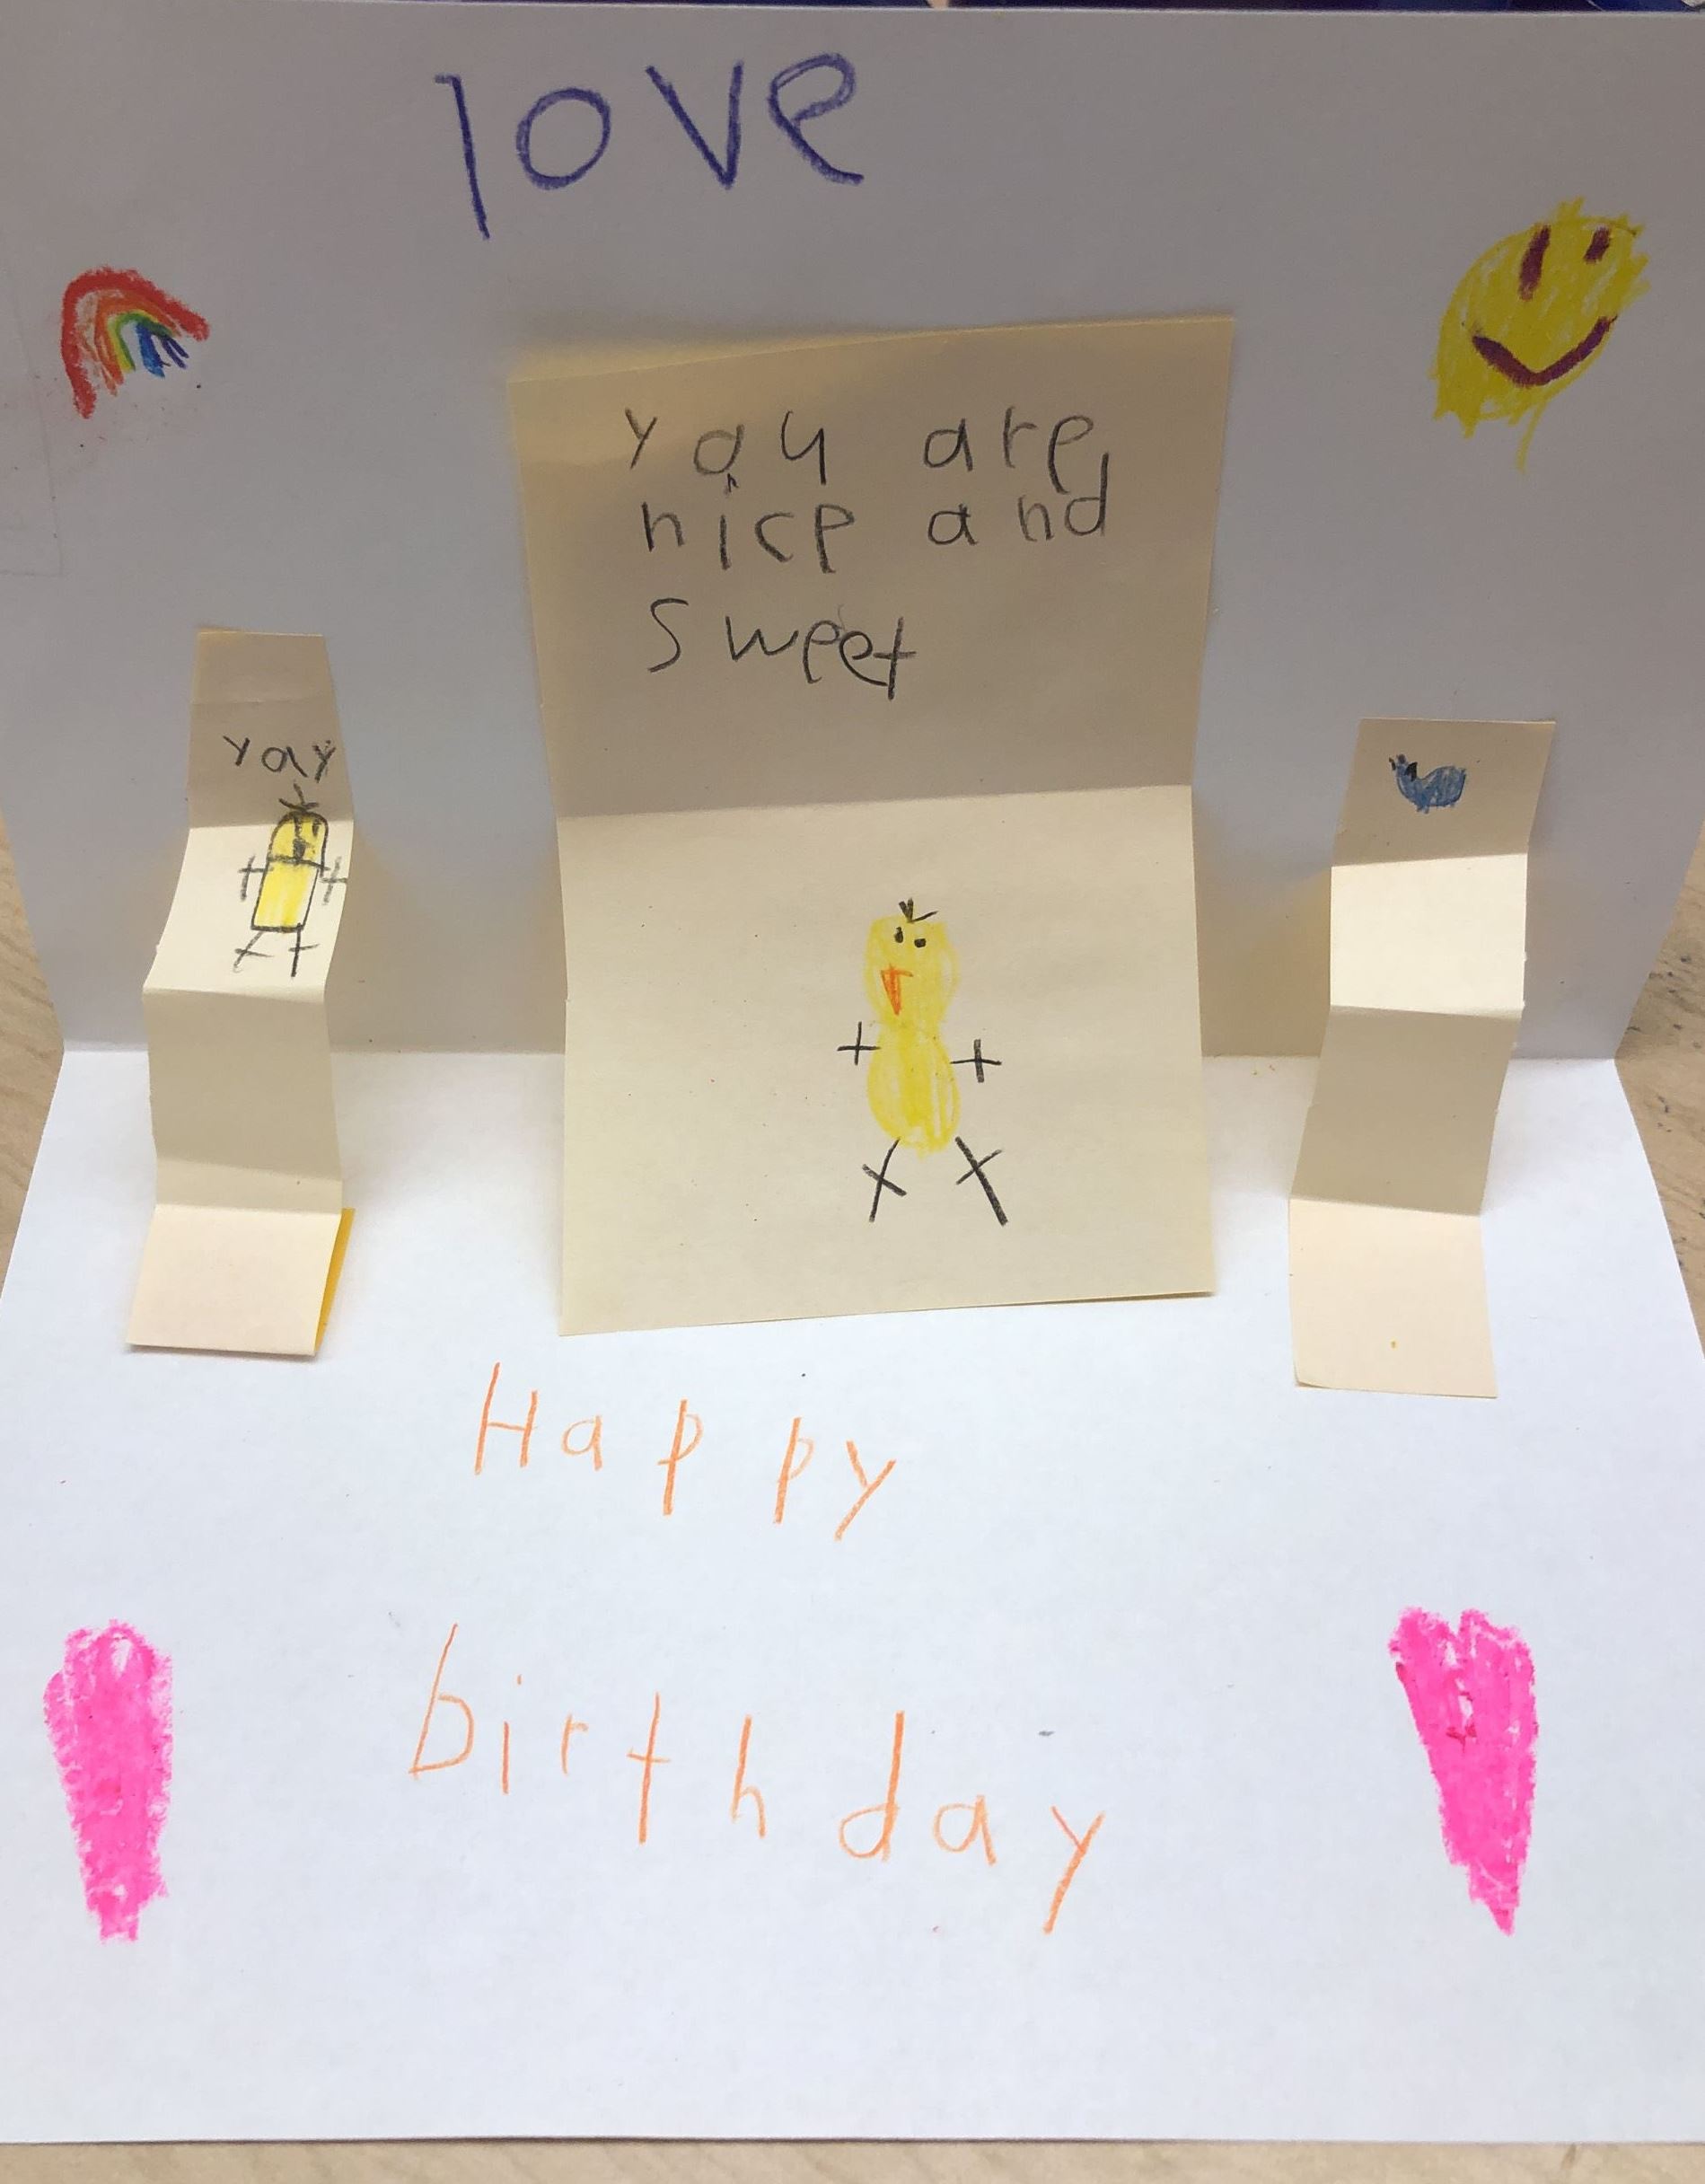 love
you are
nice and
sweet
yay
Happy
birthday